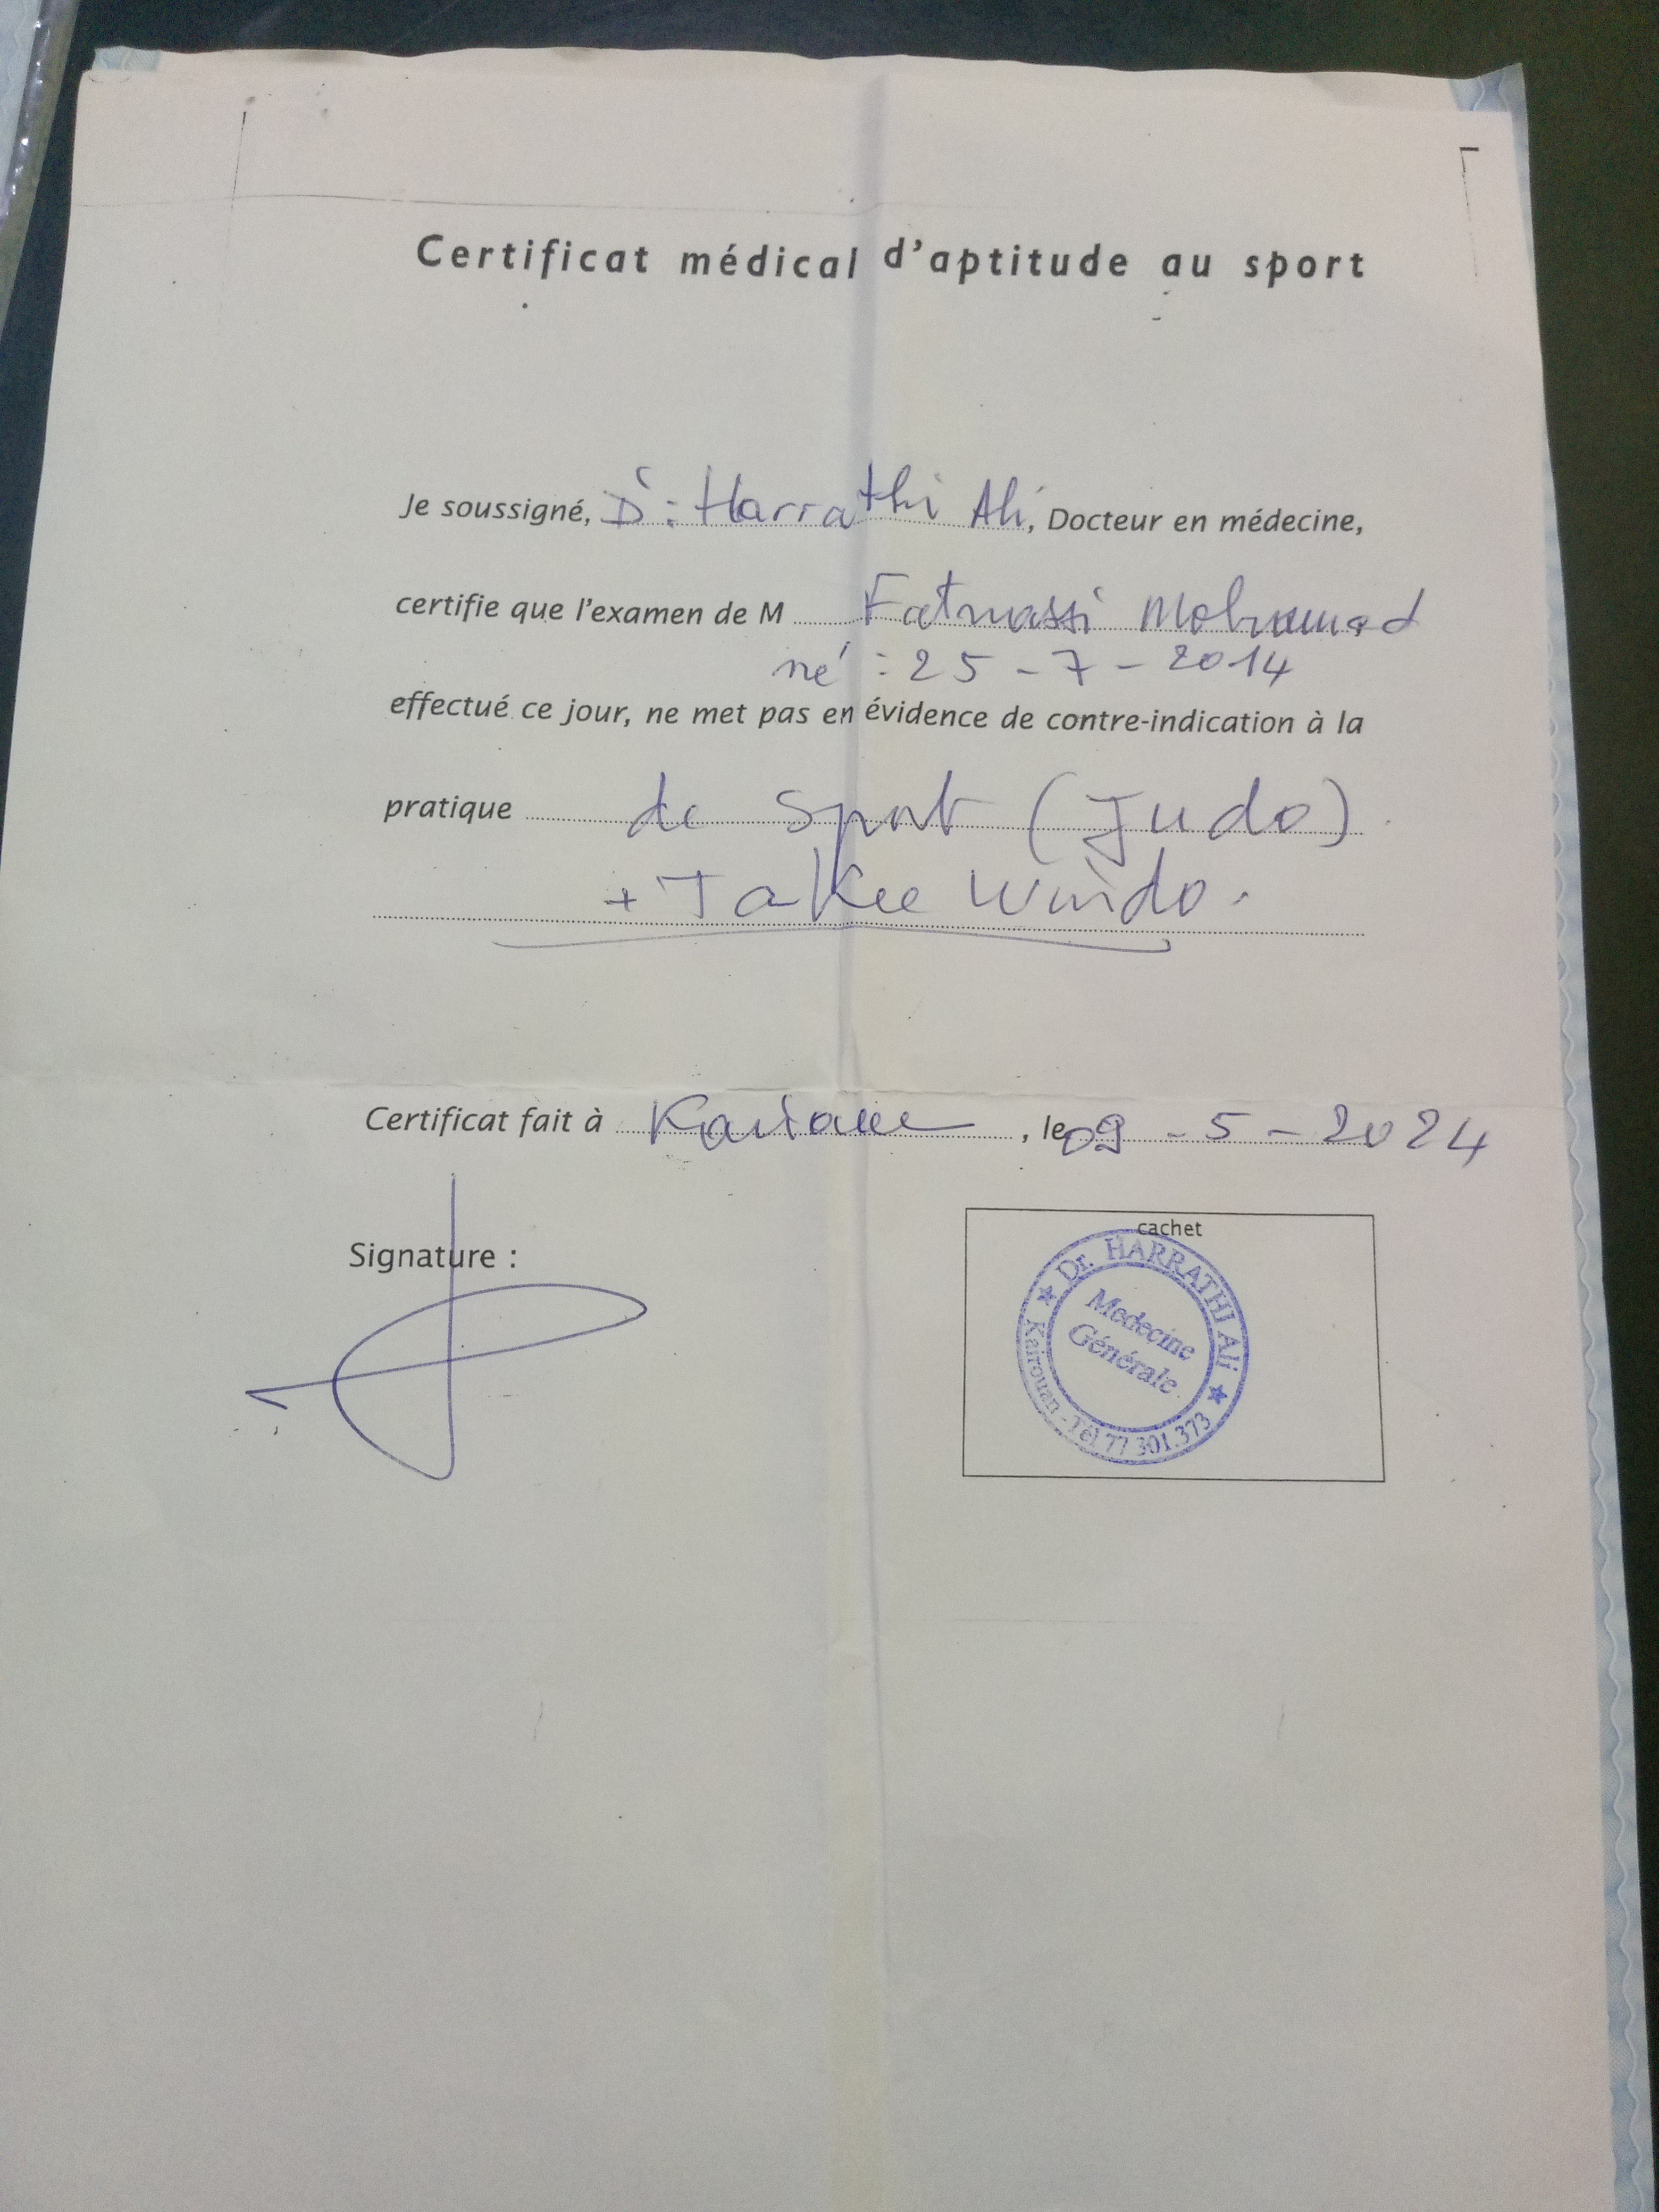 Certificat médical d'aptitude au sport
Je soussigné, Dr : Harrathi Ali, Docteur en médecine,
certifie que l'examen de M Fatmassi Mohamed
né : 25 - 7 - 2014
effectué ce jour, ne met pas en évidence de contre-indication à la
pratique de Sport (Judo)
+ Takee Windo.
Certificat fait à Kairouan, le 09 - 5 - 2024
Signature :
cachet
Dr. HARRATHI Ali
Medecine
Générale
Kairouan - Tél 77 301.373